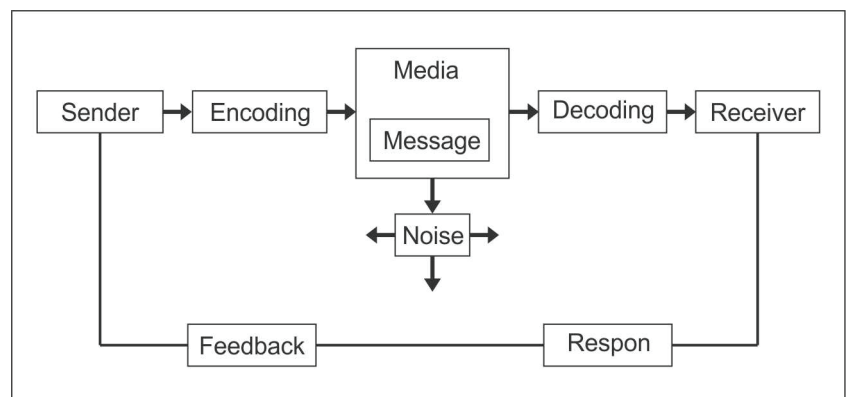 Media
Sender
Encoding
Message
Decoding
Receiver
Noise
Feedback
Respon